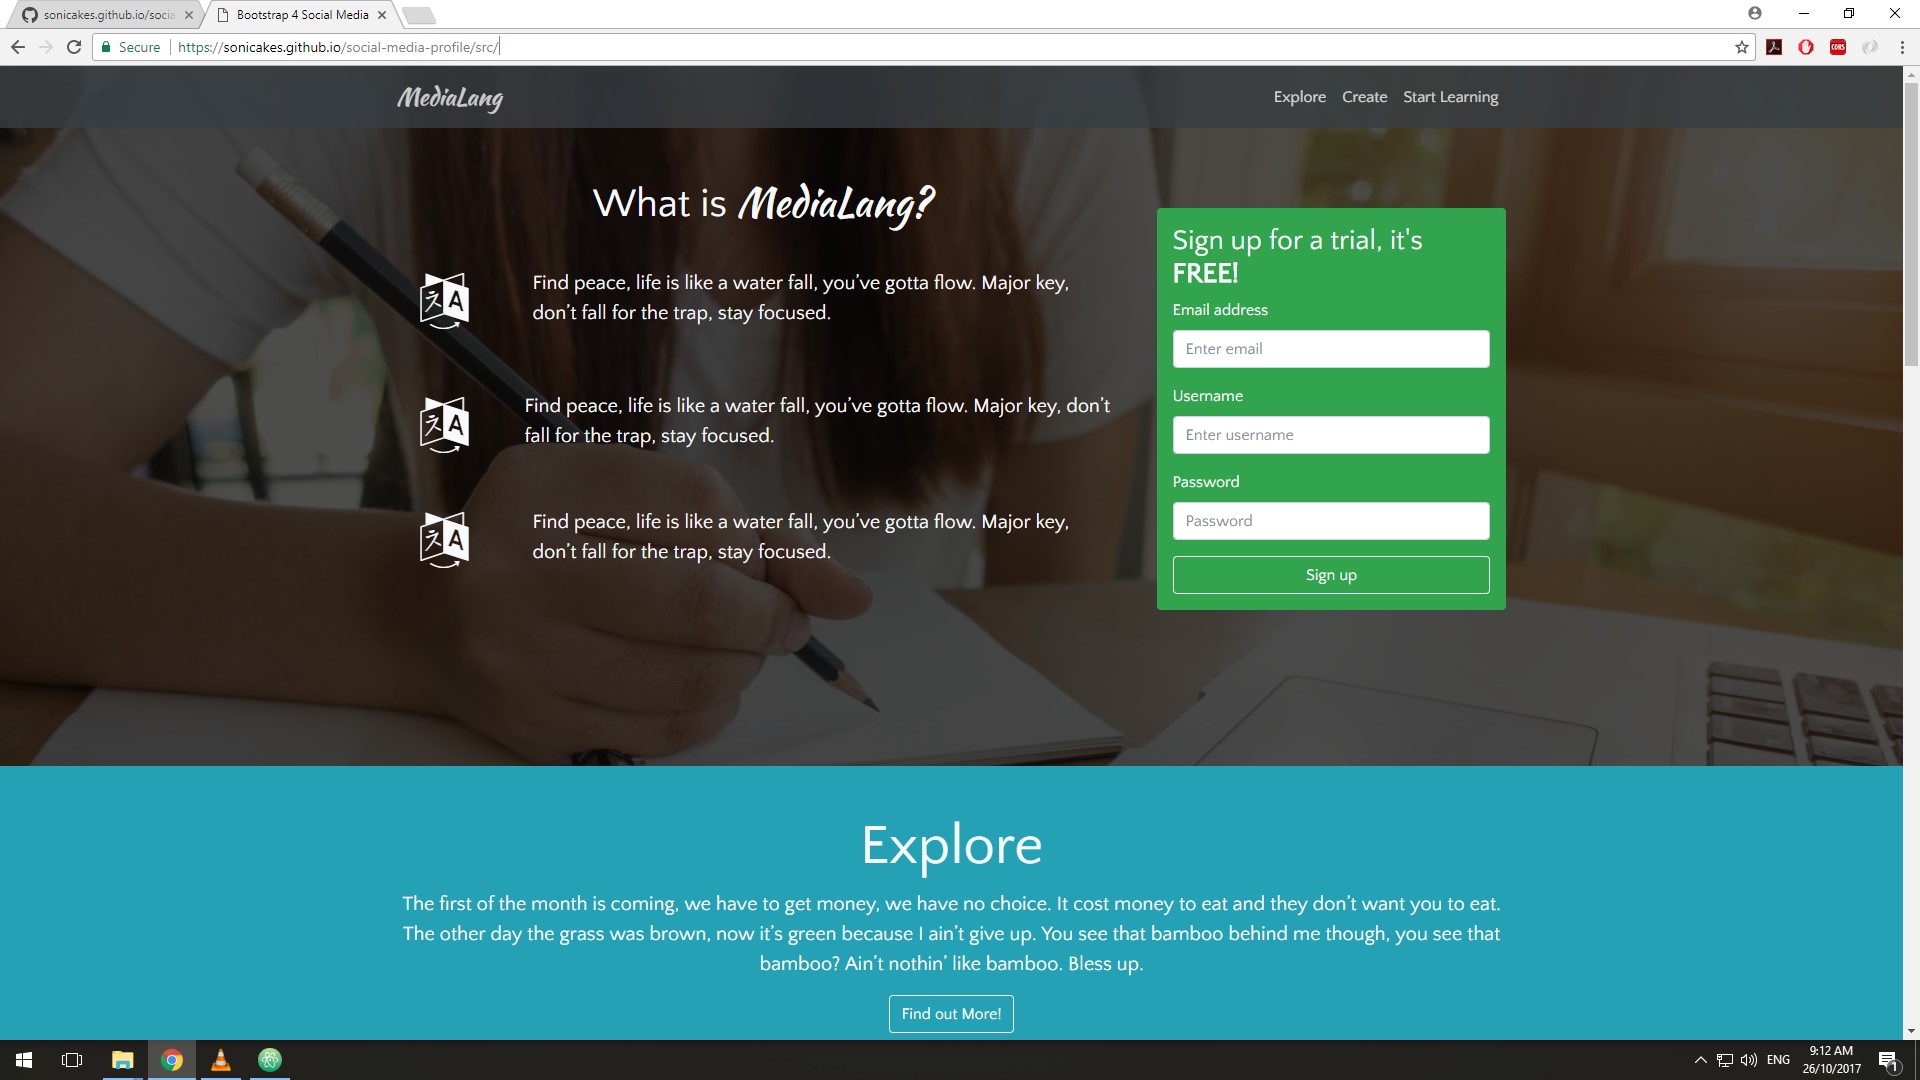 sonicakes.github.io/socia
Bootstrap 4 Social Media
Secure
https://sonicakes.github.io/social-media-profile/src/
CORS
MediaLang
Explore
Create
Start Learning
What is MediaLang?
Find peace, life is like a water fall, you’ve gotta flow. Major key,
don’t fall for the trap, stay focused.
Find peace, life is like a water fall, you’ve gotta flow. Major key, don’t
fall for the trap, stay focused.
Find peace, life is like a water fall, you’ve gotta flow. Major key,
don’t fall for the trap, stay focused.
Sign up for a trial, it's
FREE!
Email address
Enter email
Username
Enter username
Password
Password
Sign up
Explore
The first of the month is coming, we have to get money, we have no choice. It cost money to eat and they don’t want you to eat.
The other day the grass was brown, now it’s green because I ain’t give up. You see that bamboo behind me though, you see that
bamboo? Ain’t nothin’ like bamboo. Bless up.
Find out More!
ENG
9:12 AM
26/10/2017
1